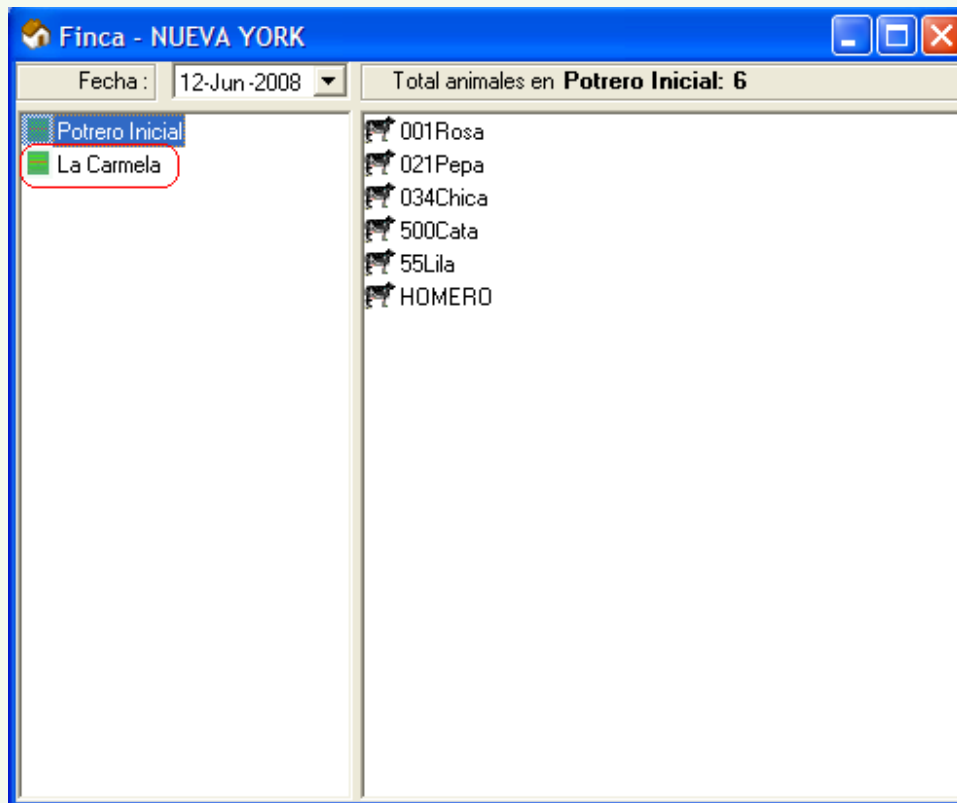 Finca - NUEVA YORK
Fecha : 12-Jun-2008 Total animales en Potrero Inicial: 6
Potrero Inicial
La Carmela
001Rosa
021Pepa
034Chica
500Cata
55Lila
HOMERO